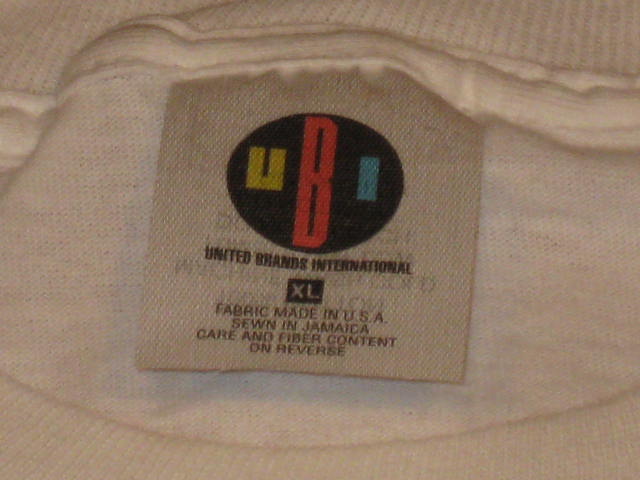 UBI
UNITED BRANDS INTERNATIONAL
XL
FABRIC MADE IN U.S.A.
SEWN IN JAMAICA
CARE AND FIBER CONTENT
ON REVERSE